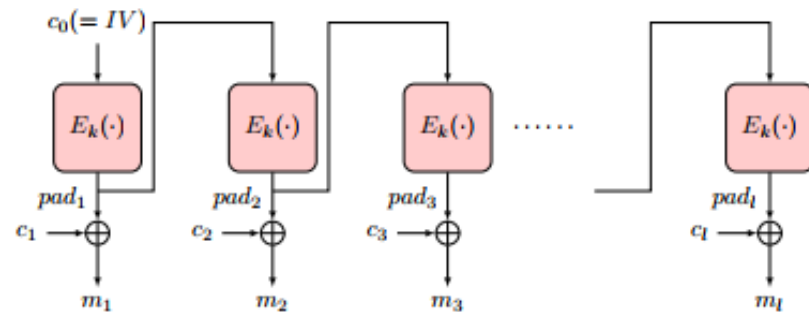 c₀(= IV)
Eₖ(·) Eₖ(·) Eₖ(·) ······ Eₖ(·)
pad₁ pad₂ pad₃ padₗ
c₁ c₂ c₃ cₗ
m₁ m₂ m₃ mₗ